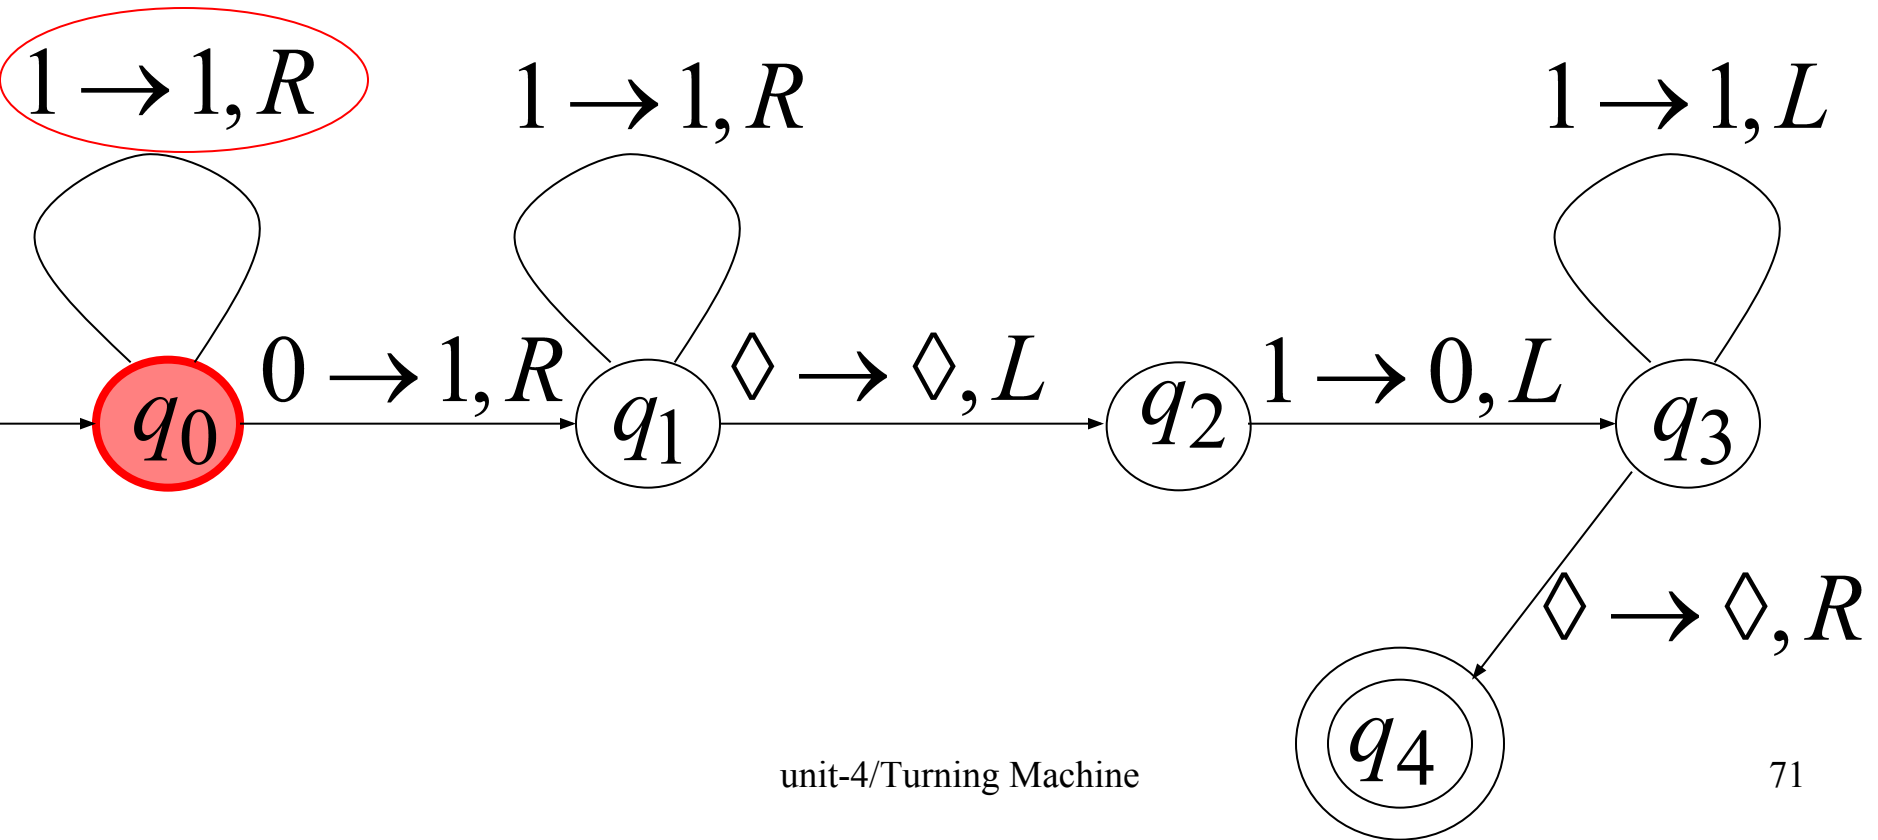 1 → 1, R
1 → 1, R
1 → 1, L
0 → 1, R
◊ → ◊, L
1 → 0, L
q0
q1
q2
q3
◊ → ◊, R
q4
unit-4/Turning Machine
71